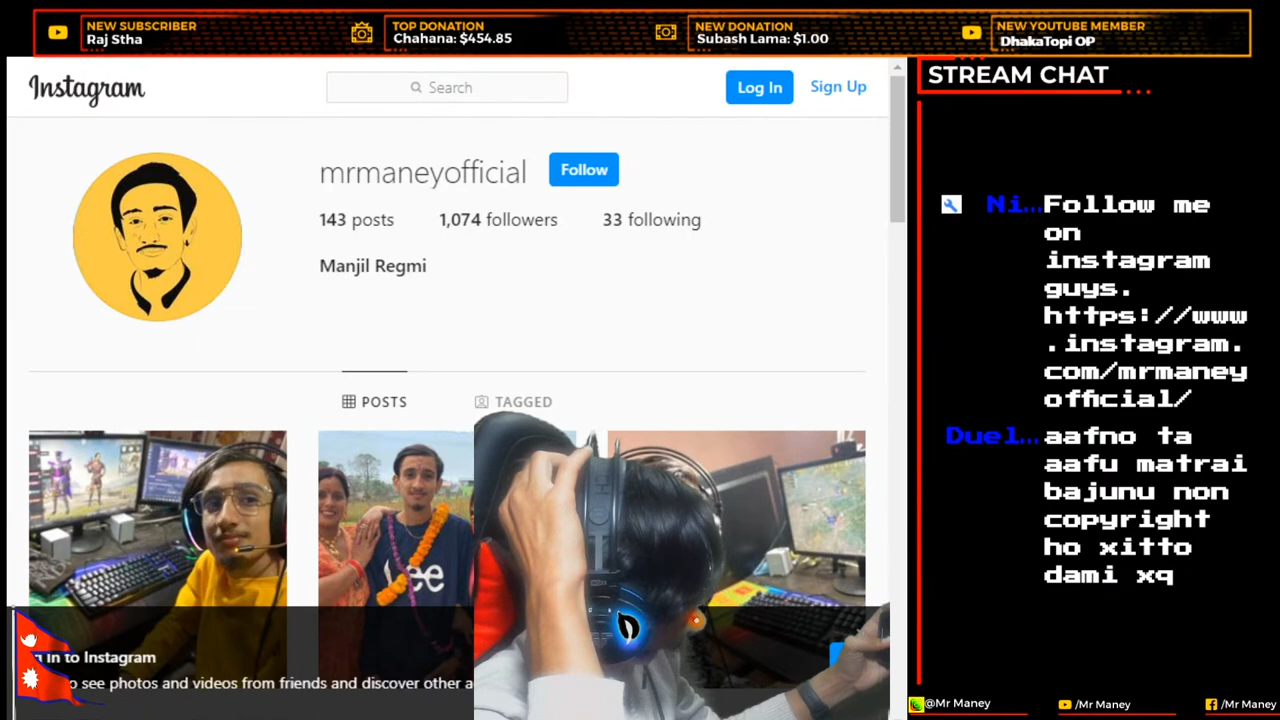 NEW SUBSCRIBER
Raj Stha
TOP DONATION
Chahana: $454.85
NEW DONATION
Subash Lama: $1.00
NEW YOUTUBE MEMBER
DhakaTopi OP
Instagram
Search
Log In
Sign Up
mrmaneyofficial
Follow
143 posts
1,074 followers
33 following
Manjil Regmi
POSTS
TAGGED
Lee
in to Instagram
o see photos and videos from friends and discover other a
STREAM CHAT
Ni... Follow me
on
instagram
guys.
https://www
.instagram.
com/mrmaney
official/
Duel... aafno ta
aafu matrai
bajunu non
copyright
ho xitto
dami xq
@Mr Maney
/Mr Maney
/Mr Maney